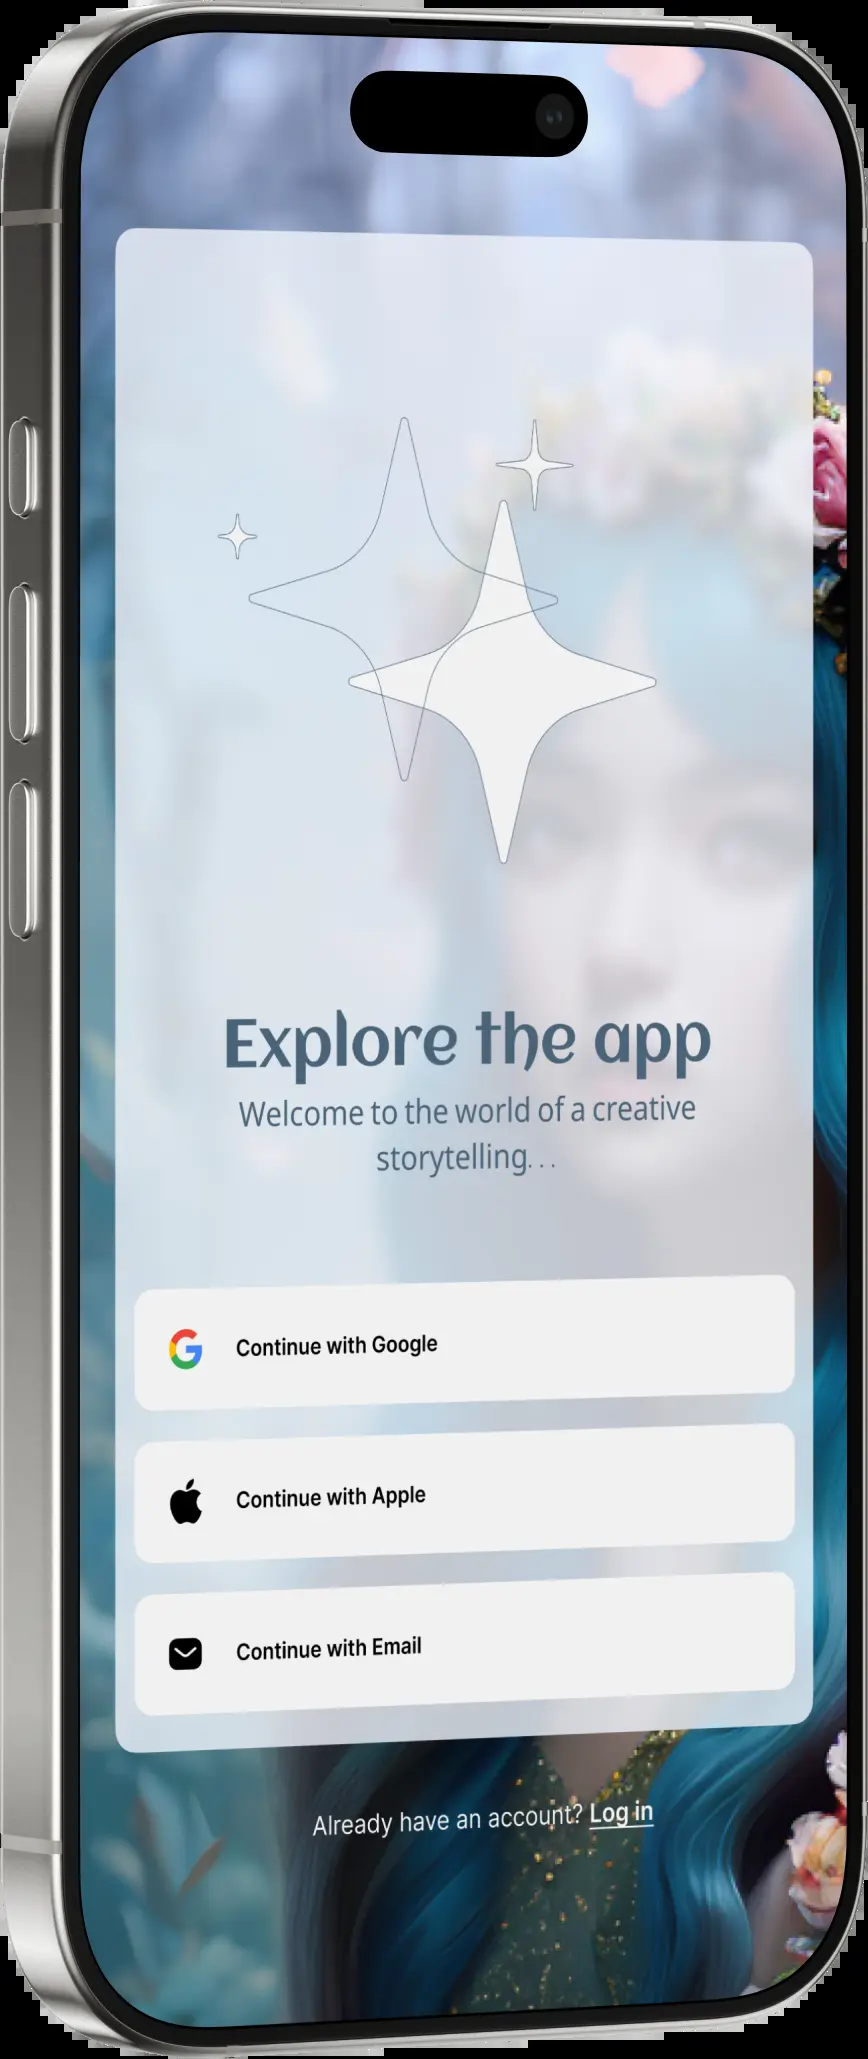 Explore the app
Welcome to the world of a creative
storytelling...
Continue with Google
Continue with Apple
Continue with Email
Already have an account? Log in